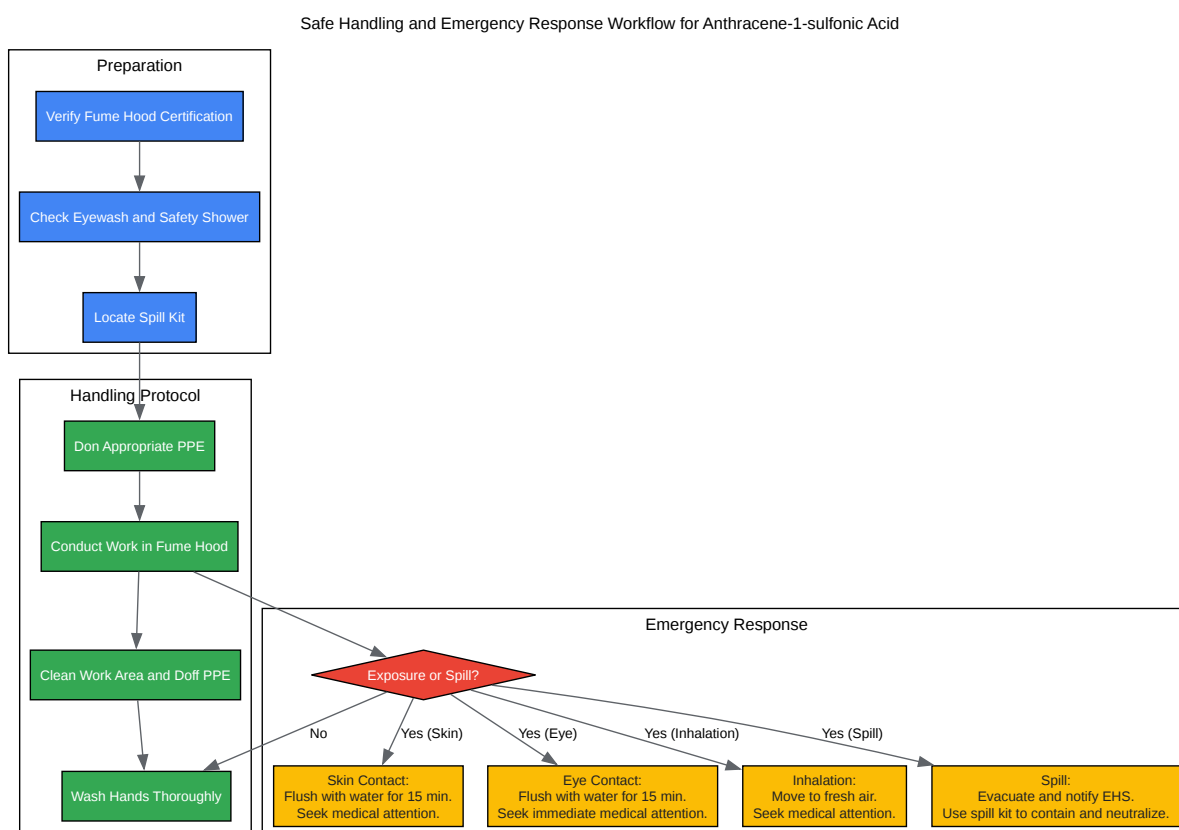 Safe Handling and Emergency Response Workflow for Anthracene-1-sulfonic Acid
Preparation
Verify Fume Hood Certification
Check Eyewash and Safety Shower
Locate Spill Kit
Handling Protocol
Don Appropriate PPE
Conduct Work in Fume Hood
Clean Work Area and Doff PPE
Wash Hands Thoroughly
Emergency Response
Exposure or Spill?
No
Yes (Skin)
Yes (Eye)
Yes (Inhalation)
Yes (Spill)
Skin Contact:
Flush with water for 15 min.
Seek medical attention.
Eye Contact:
Flush with water for 15 min.
Seek immediate medical attention.
Inhalation:
Move to fresh air.
Seek medical attention.
Spill:
Evacuate and notify EHS.
Use spill kit to contain and neutralize.